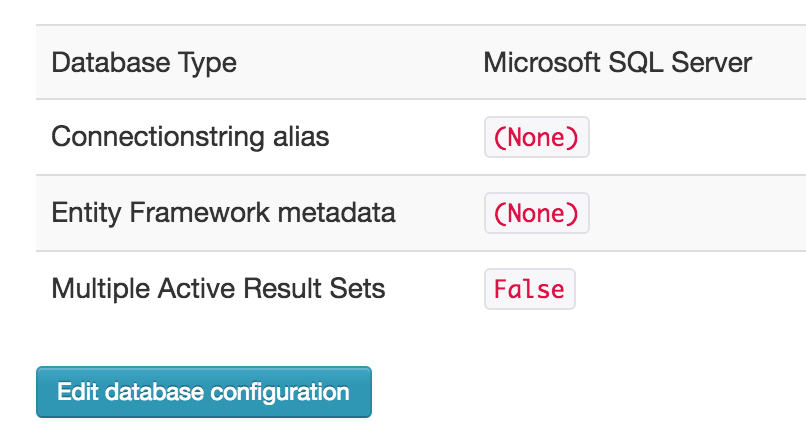 Database Type Microsoft SQL Server
Connectionstring alias (None)
Entity Framework metadata (None)
Multiple Active Result Sets False
Edit database configuration